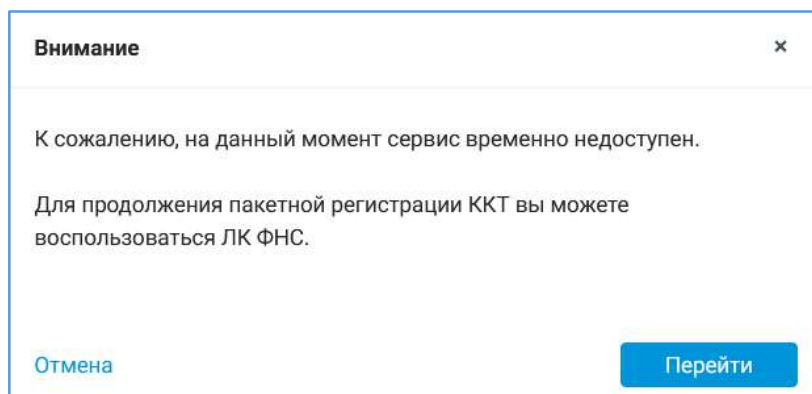 Внимание
К сожалению, на данный момент сервис временно недоступен.
Для продолжения пакетной регистрации ККТ вы можете
воспользоваться ЛК ФНС.
Отмена
Перейти